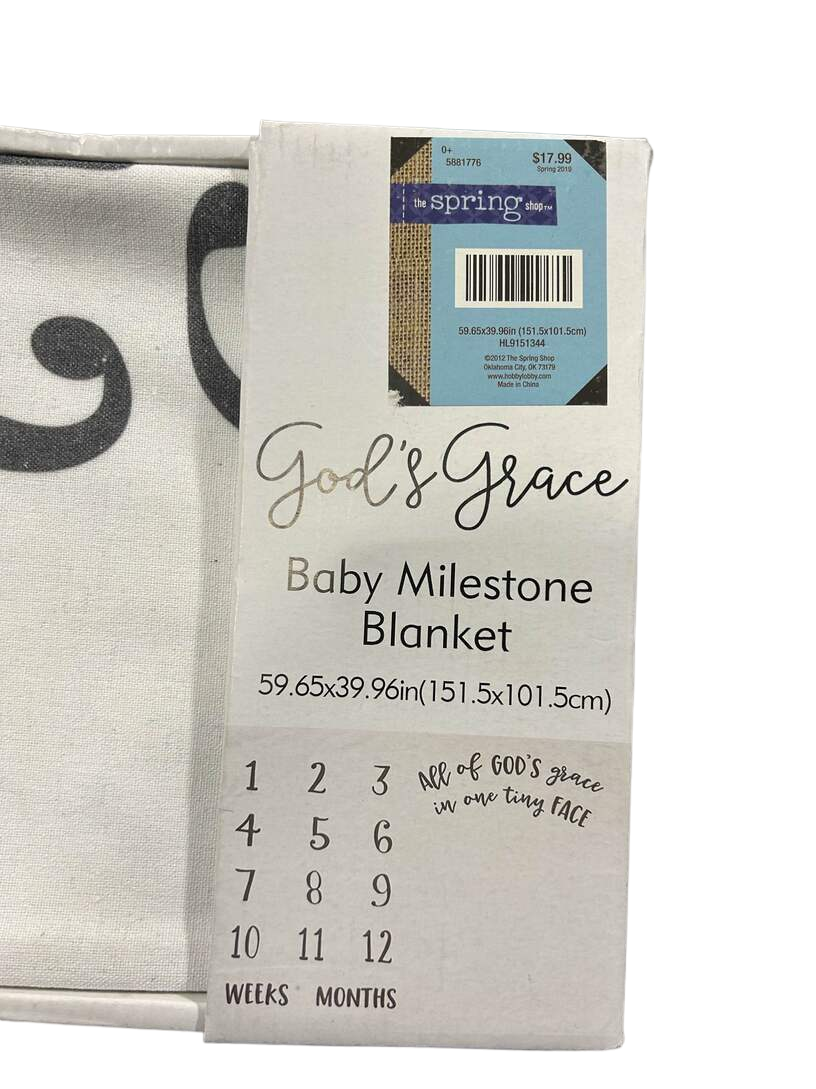 0+
5881776
$17.99
Spring 2019
the spring shop™
59.65x39.96in (151.5x101.5cm)
HL9151344
©2012 The Spring Shop
Oklahoma City, OK 73179
www.hobbylobby.com
Made in China
God's Grace
Baby Milestone
Blanket
59.65x39.96in(151.5x101.5cm)
1 2 3
4 5 6
7 8 9
10 11 12
WEEKS MONTHS
All of GOD'S grace
in one tiny FACE